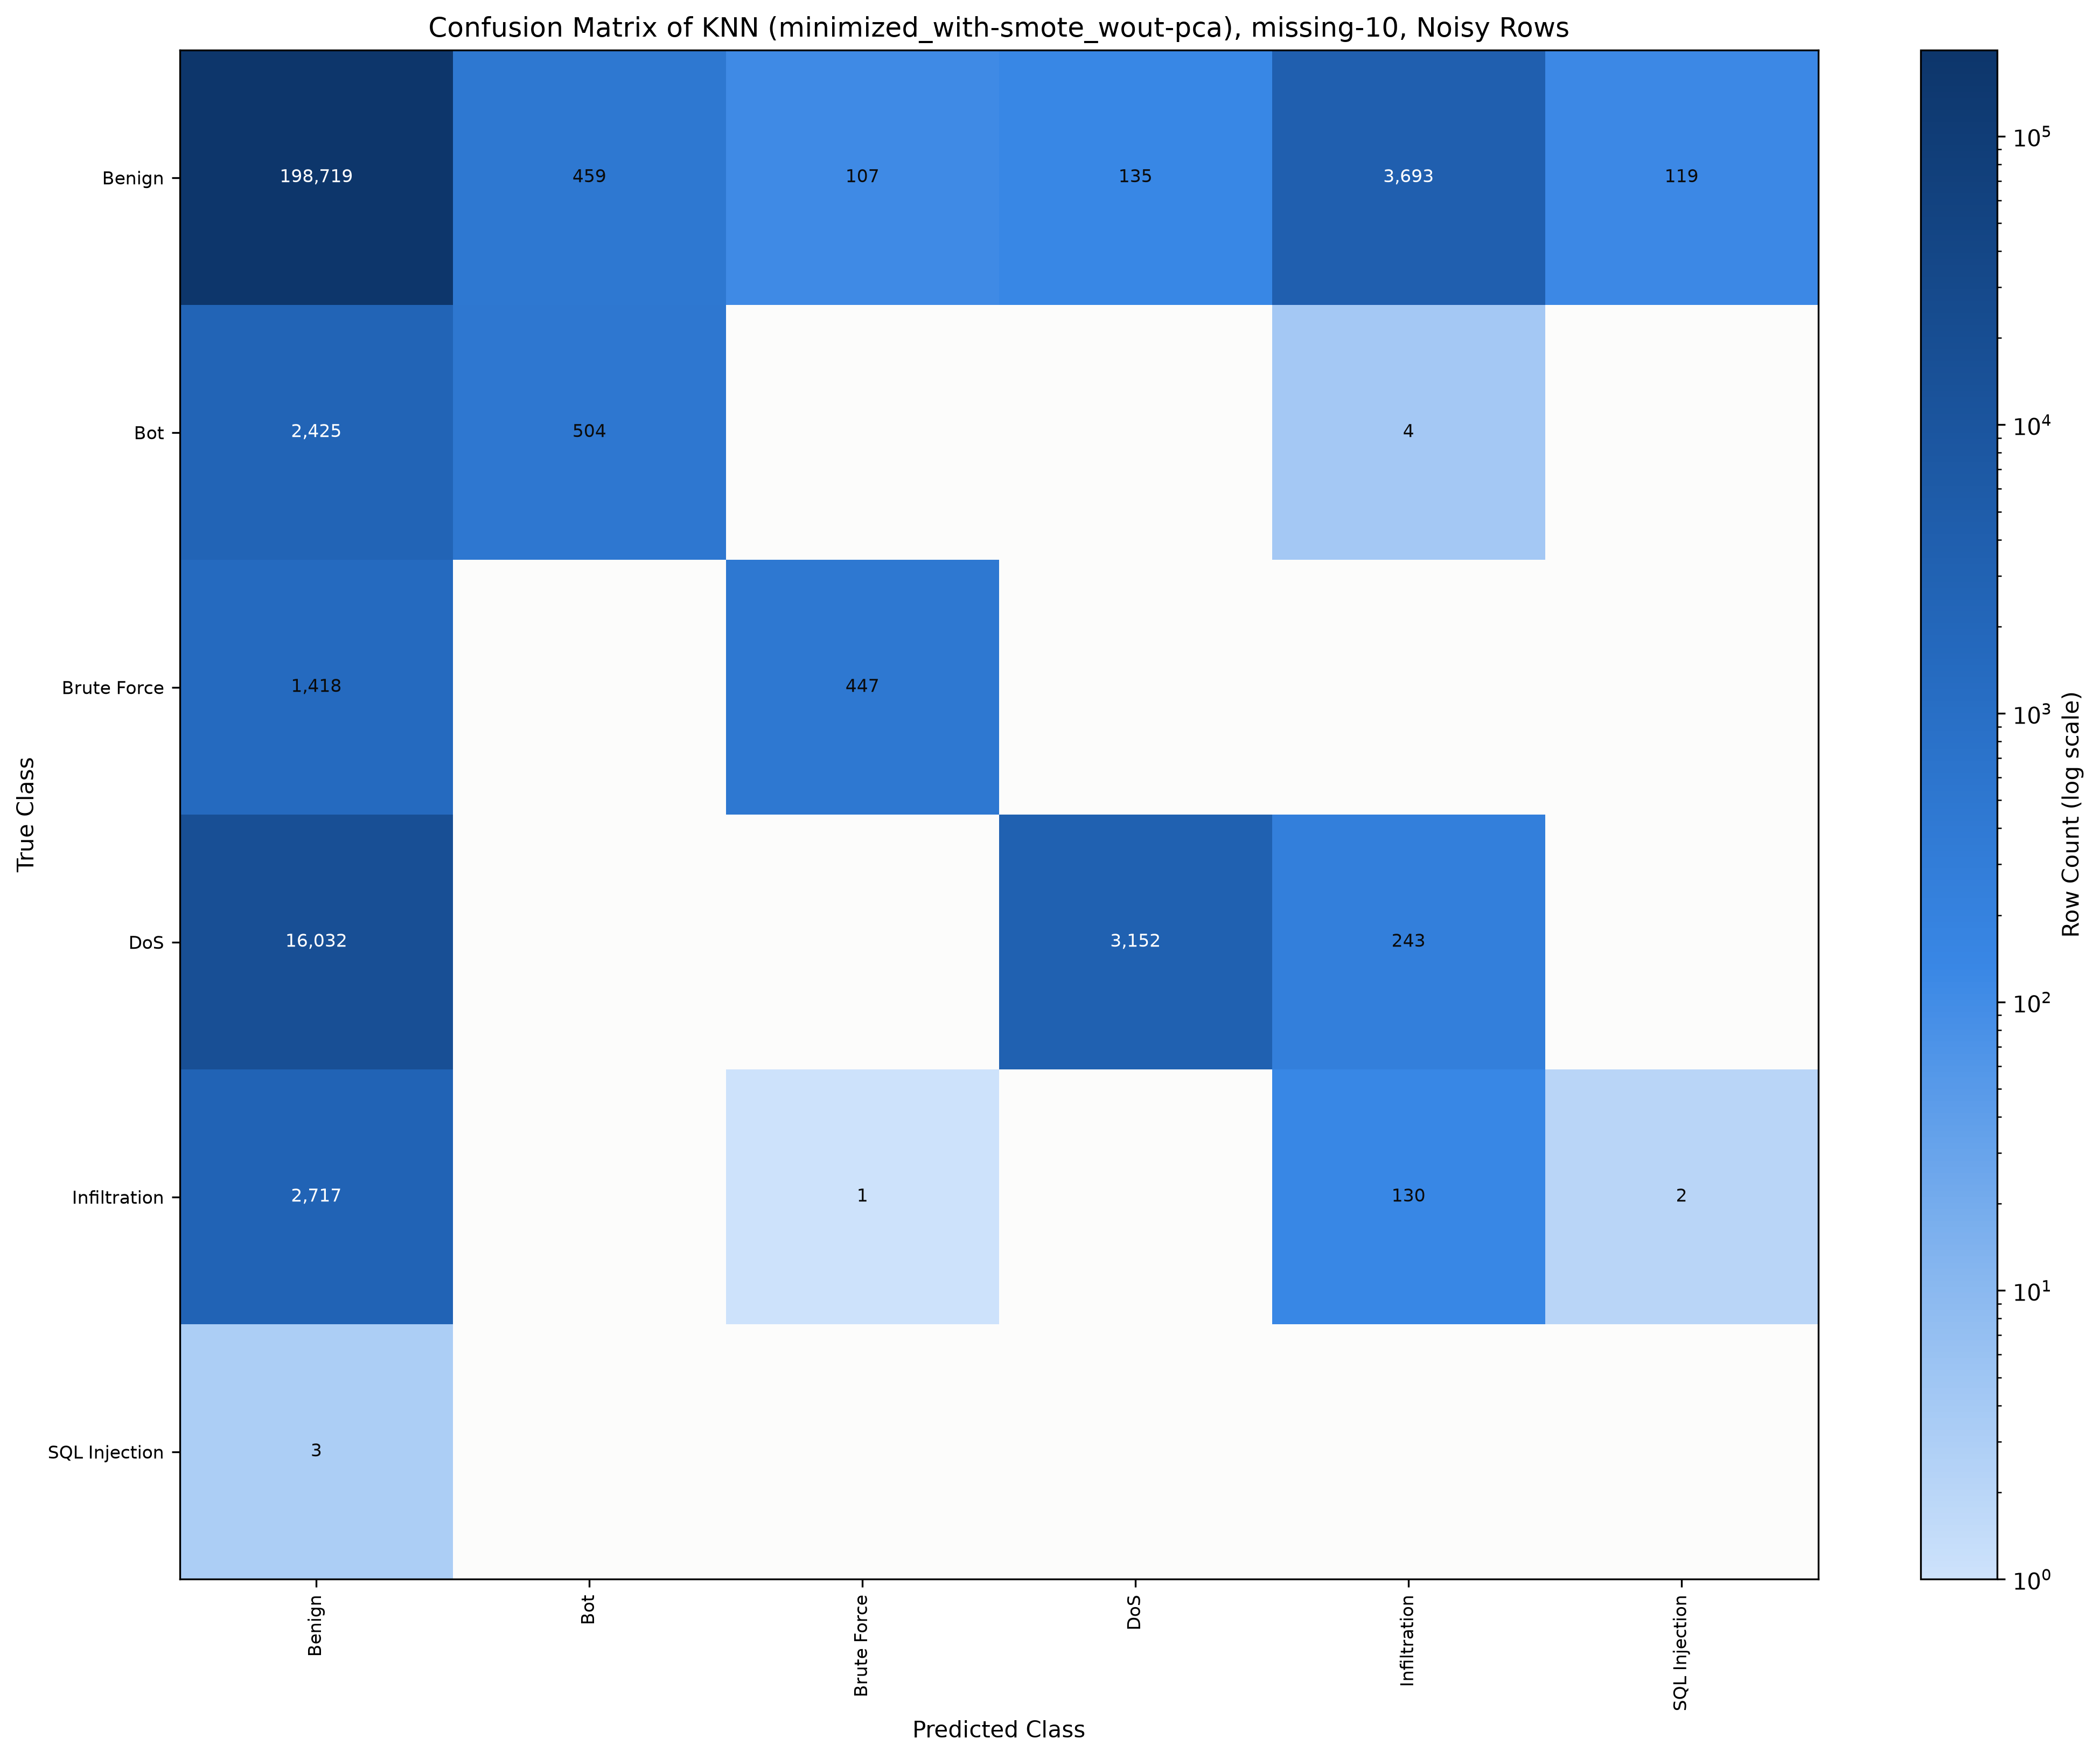 Confusion Matrix of KNN (minimized_with-smote_wout-pca), missing-10, Noisy Rows
Benign
198,719
459
107
135
3,693
119
Bot
2,425
504
4
Brute Force
1,418
447
DoS
16,032
3,152
243
Infiltration
2,717
1
130
2
SQL Injection
3
True Class
Benign
Bot
Brute Force
DoS
Infiltration
SQL Injection
Predicted Class
10⁵
10⁴
10³
10²
10¹
10⁰
Row Count (log scale)